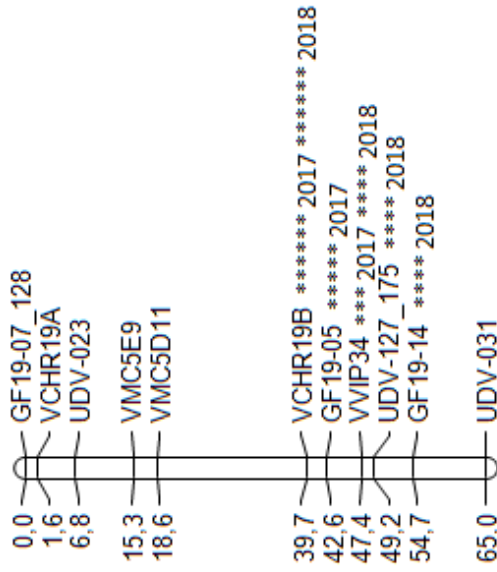 0,0 GF19-07_128
1,6 VCHR19A
6,8 UDV-023
15,3 VMC5E9
18,6 VMC5D11
39,7 VCHR19B ****** 2017 ****** 2018
42,6 GF19-05 ***** 2017
47,4 VVIP34 *** 2017 **** 2018
49,2 UDV-127_175 **** 2018
54,7 GF19-14 **** 2018
65,0 UDV-031